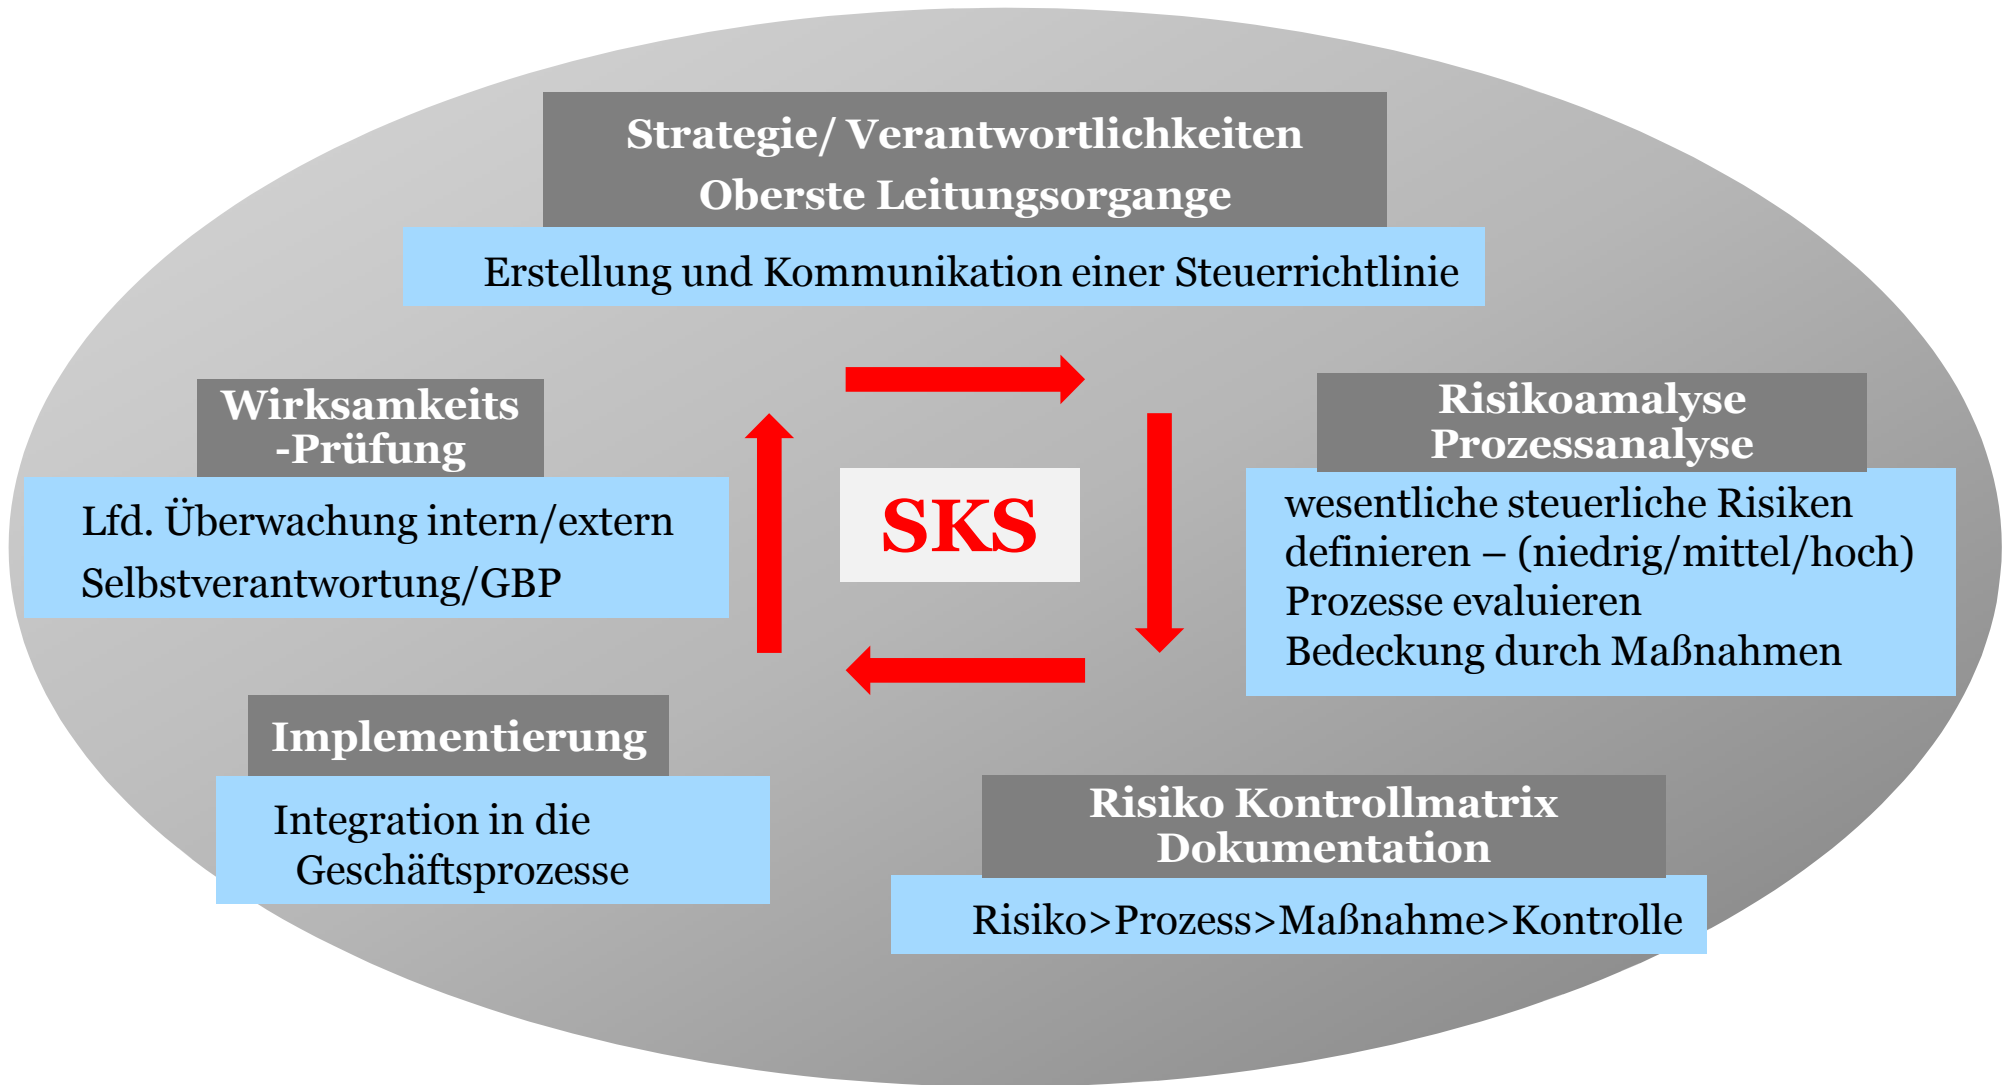 Strategie/ Verantwortlichkeiten
Oberste Leitungsorgange
Erstellung und Kommunikation einer Steuerrichtlinie
Wirksamkeits
-Prüfung
Lfd. Überwachung intern/extern
Selbstverantwortung/GBP
SKS
Risikoamalyse
Prozessanalyse
wesentliche steuerliche Risiken
definieren – (niedrig/mittel/hoch)
Prozesse evaluieren
Bedeckung durch Maßnahmen
Implementierung
Integration in die
Geschäftsprozesse
Risiko Kontrollmatrix
Dokumentation
Risiko>Prozess>Maßnahme>Kontrolle